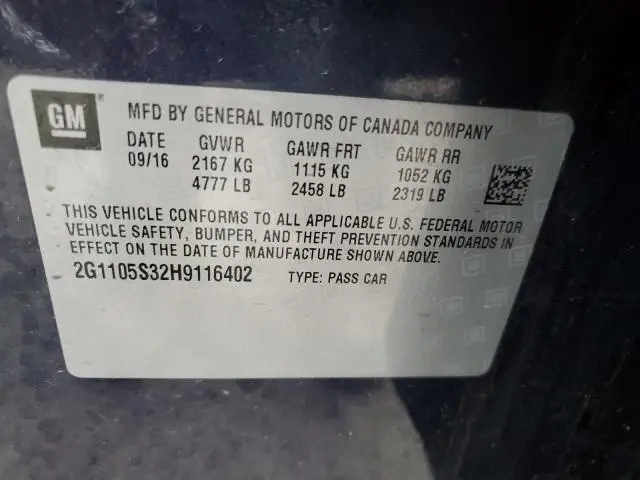 GM
MFD BY GENERAL MOTORS OF CANADA COMPANY
DATE GVWR GAWR FRT GAWR RR
09/16 2167 KG 1115 KG 1052 KG
4777 LB 2458 LB 2319 LB
THIS VEHICLE CONFORMS TO ALL APPLICABLE U.S. FEDERAL MOTOR
VEHICLE SAFETY, BUMPER, AND THEFT PREVENTION STANDARDS IN
EFFECT ON THE DATE OF MANUFACTURE SHOWN ABOVE.
2G1105S32H9116402 TYPE: PASS CAR